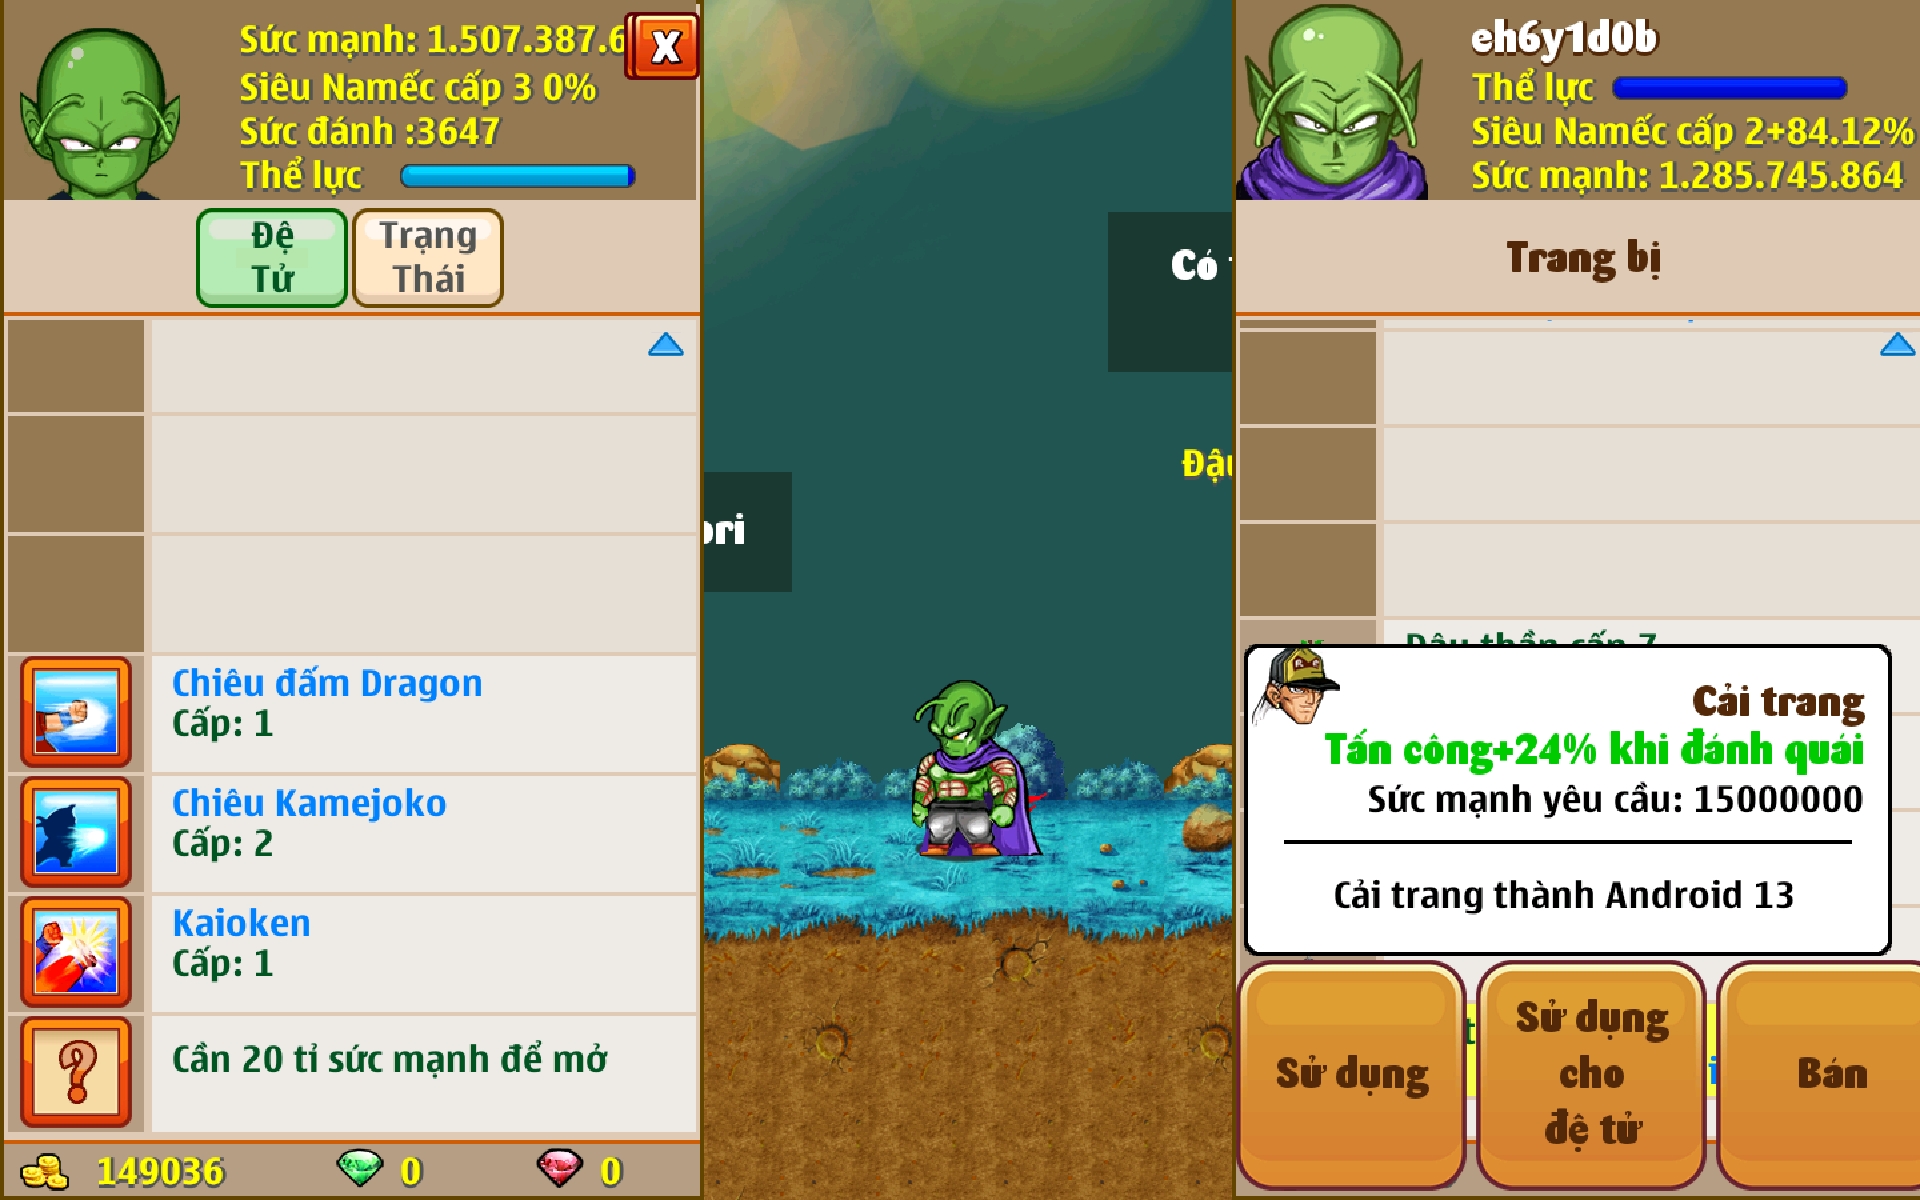 Sức mạnh: 1.507.387.6
X
Siêu Namếc cấp 3 0%
Sức đánh :3647
Thể lực
Đệ
Tử
Trạng
Thái
Chiêu đấm Dragon
Cấp: 1
Chiêu Kamejoko
Cấp: 2
Kaioken
Cấp: 1
?
Cần 20 tỉ sức mạnh để mở
149036
0
0
Có
ori
eh6y1d0b
Thể lực
Siêu Namếc cấp 2+84.12%
Sức mạnh: 1.285.745.864
Trang bị
Đậu thần cấp 7
Cải trang
Tấn công+24% khi đánh quái
Sức mạnh yêu cầu: 15000000
Cải trang thành Android 13
Sử dụng
Sử dụng
cho
đệ tử
Bán